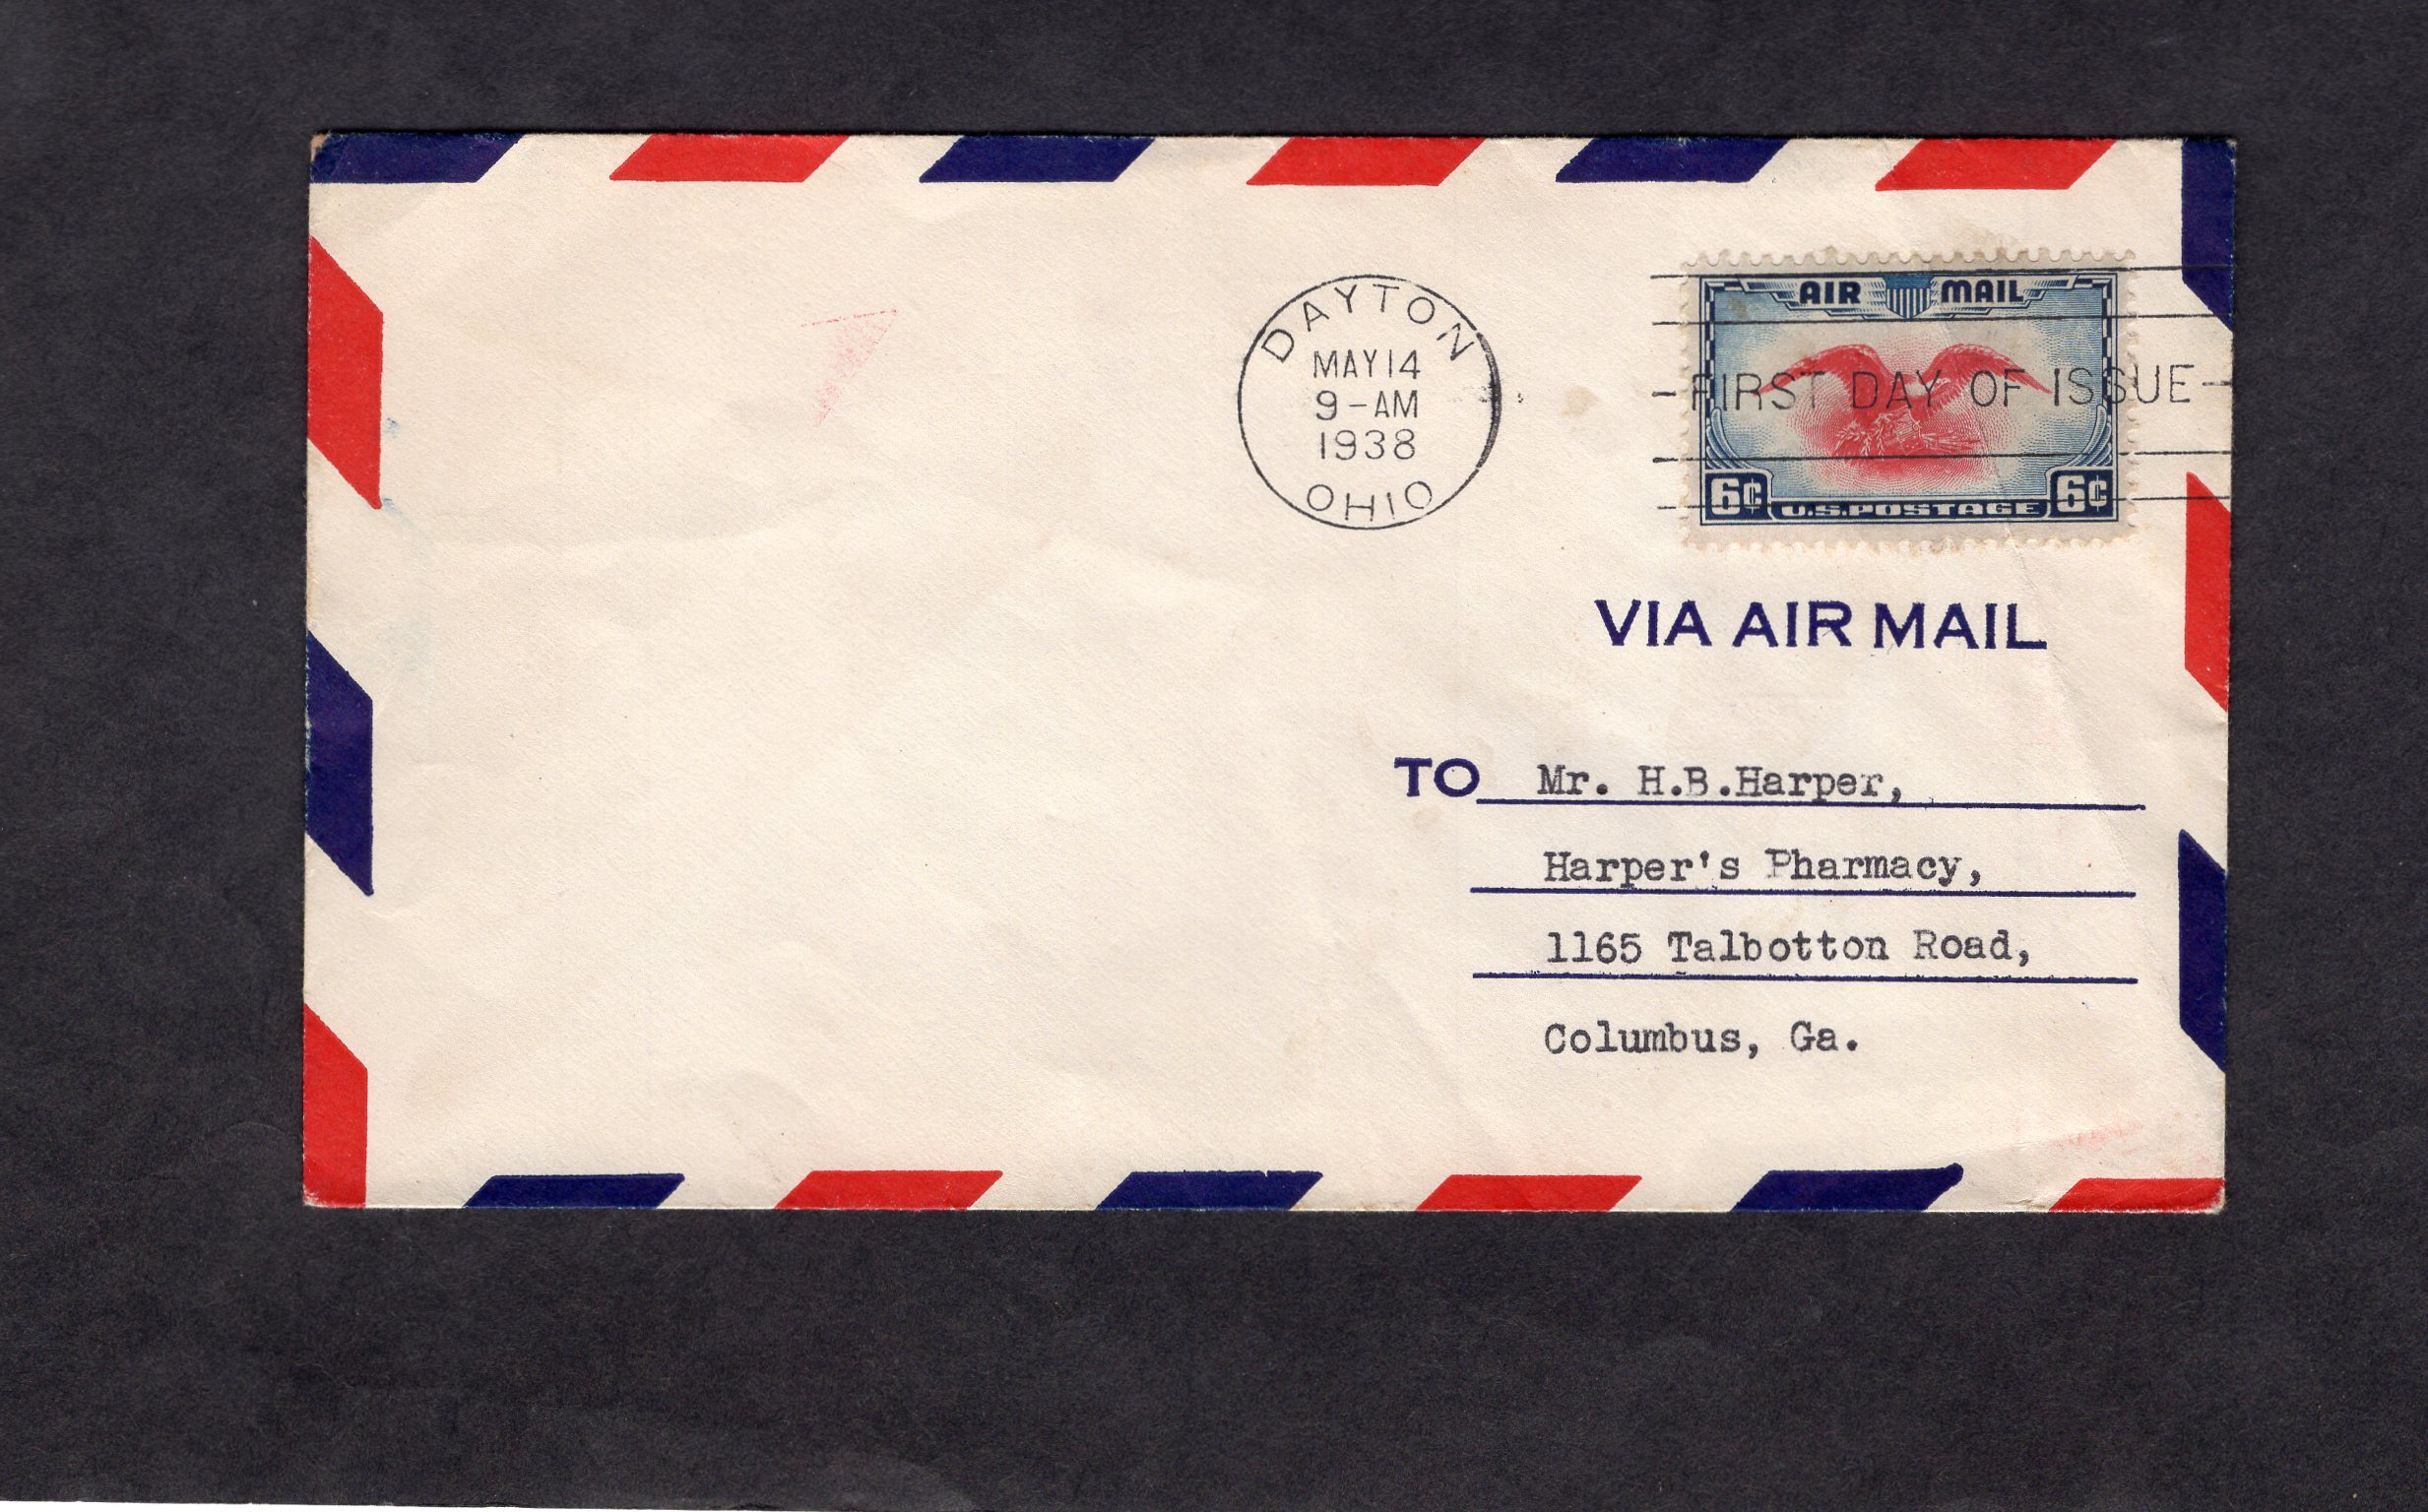 AIR MAIL
DAYTON
MAY 14
9-AM
1938
OHIO
-FIRST DAY OF ISSUE-
6¢ U.S. POSTAGE 6¢
VIA AIR MAIL
TO Mr. H.B.Harper,
Harper's Pharmacy,
1165 Talbotton Road,
Columbus, Ga.